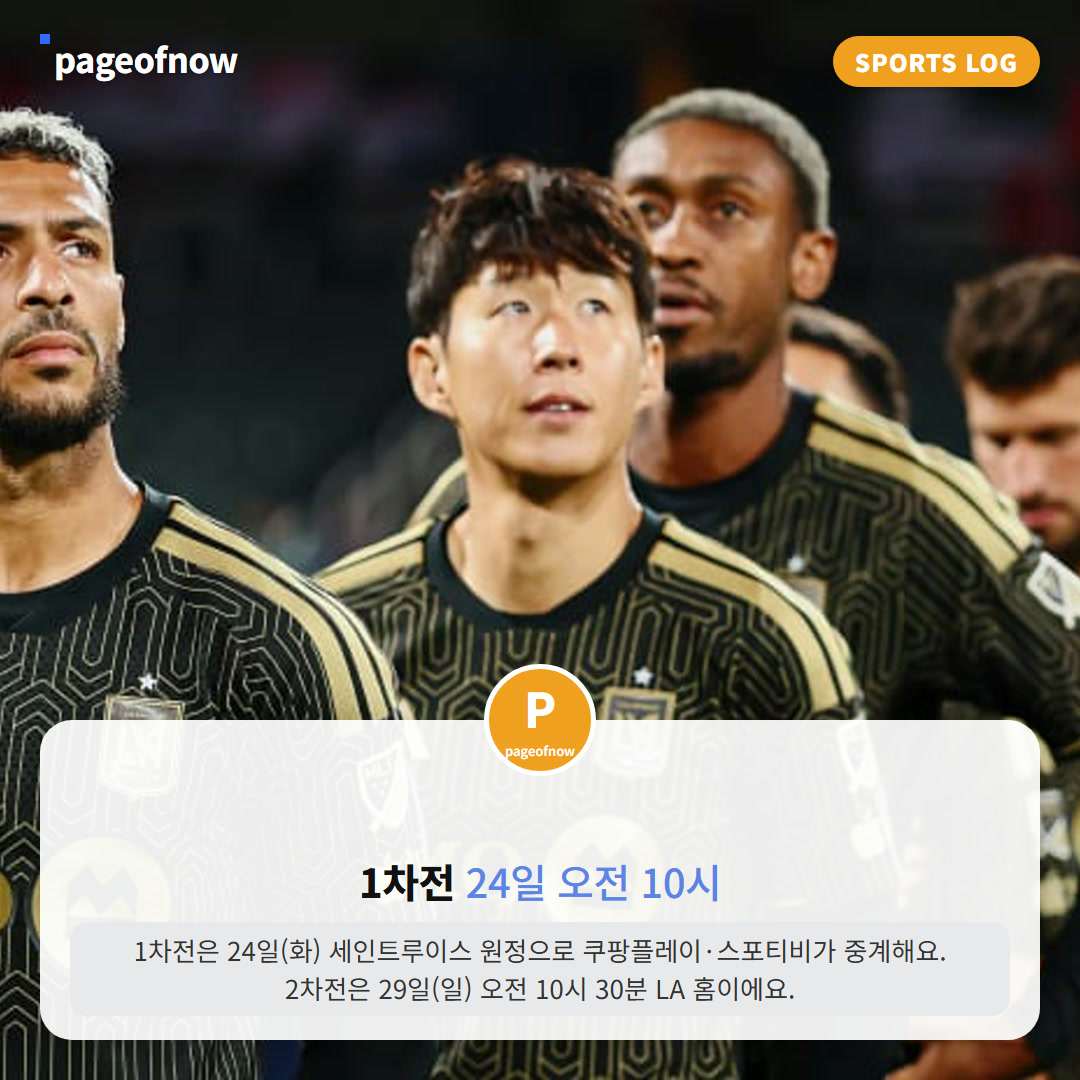 pageofnow
SPORTS LOG
P
pageofnow
1차전 24일 오전 10시
1차전은 24일(화) 세인트루이스 원정으로 쿠팡플레이·스포티비가 중계해요.
2차전은 29일(일) 오전 10시 30분 LA 홈이에요.